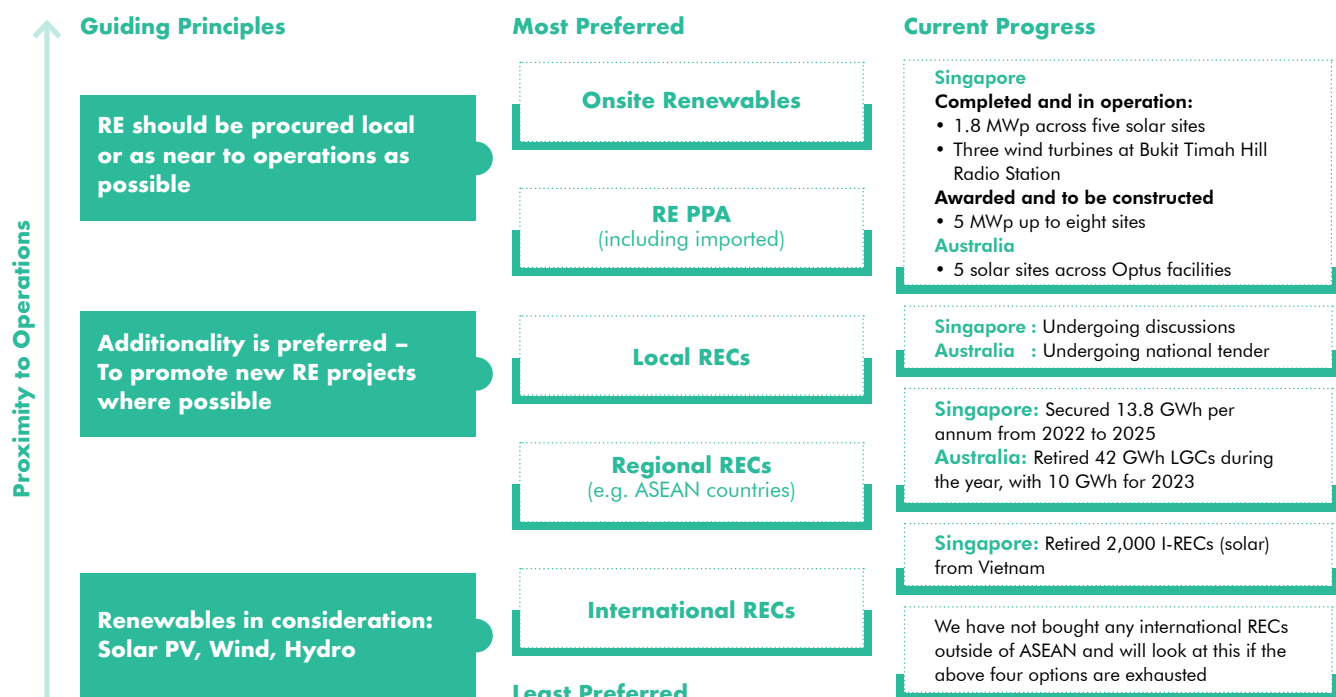 Proximity to Operations
Guiding Principles
RE should be procured local
or as near to operations as
possible
Additionality is preferred –
To promote new RE projects
where possible
Renewables in consideration:
Solar PV, Wind, Hydro
Most Preferred
Onsite Renewables
RE PPA
(including imported)
Local RECs
Regional RECs
(e.g. ASEAN countries)
International RECs
Least Preferred
Current Progress
Singapore
Completed and in operation:
• 1.8 MWp across five solar sites
• Three wind turbines at Bukit Timah Hill
Radio Station
Awarded and to be constructed
• 5 MWp up to eight sites
Australia
• 5 solar sites across Optus facilities
Singapore : Undergoing discussions
Australia : Undergoing national tender
Singapore: Secured 13.8 GWh per
annum from 2022 to 2025
Australia: Retired 42 GWh LGCs during
the year, with 10 GWh for 2023
Singapore: Retired 2,000 I-RECs (solar)
from Vietnam
We have not bought any international RECs
outside of ASEAN and will look at this if the
above four options are exhausted